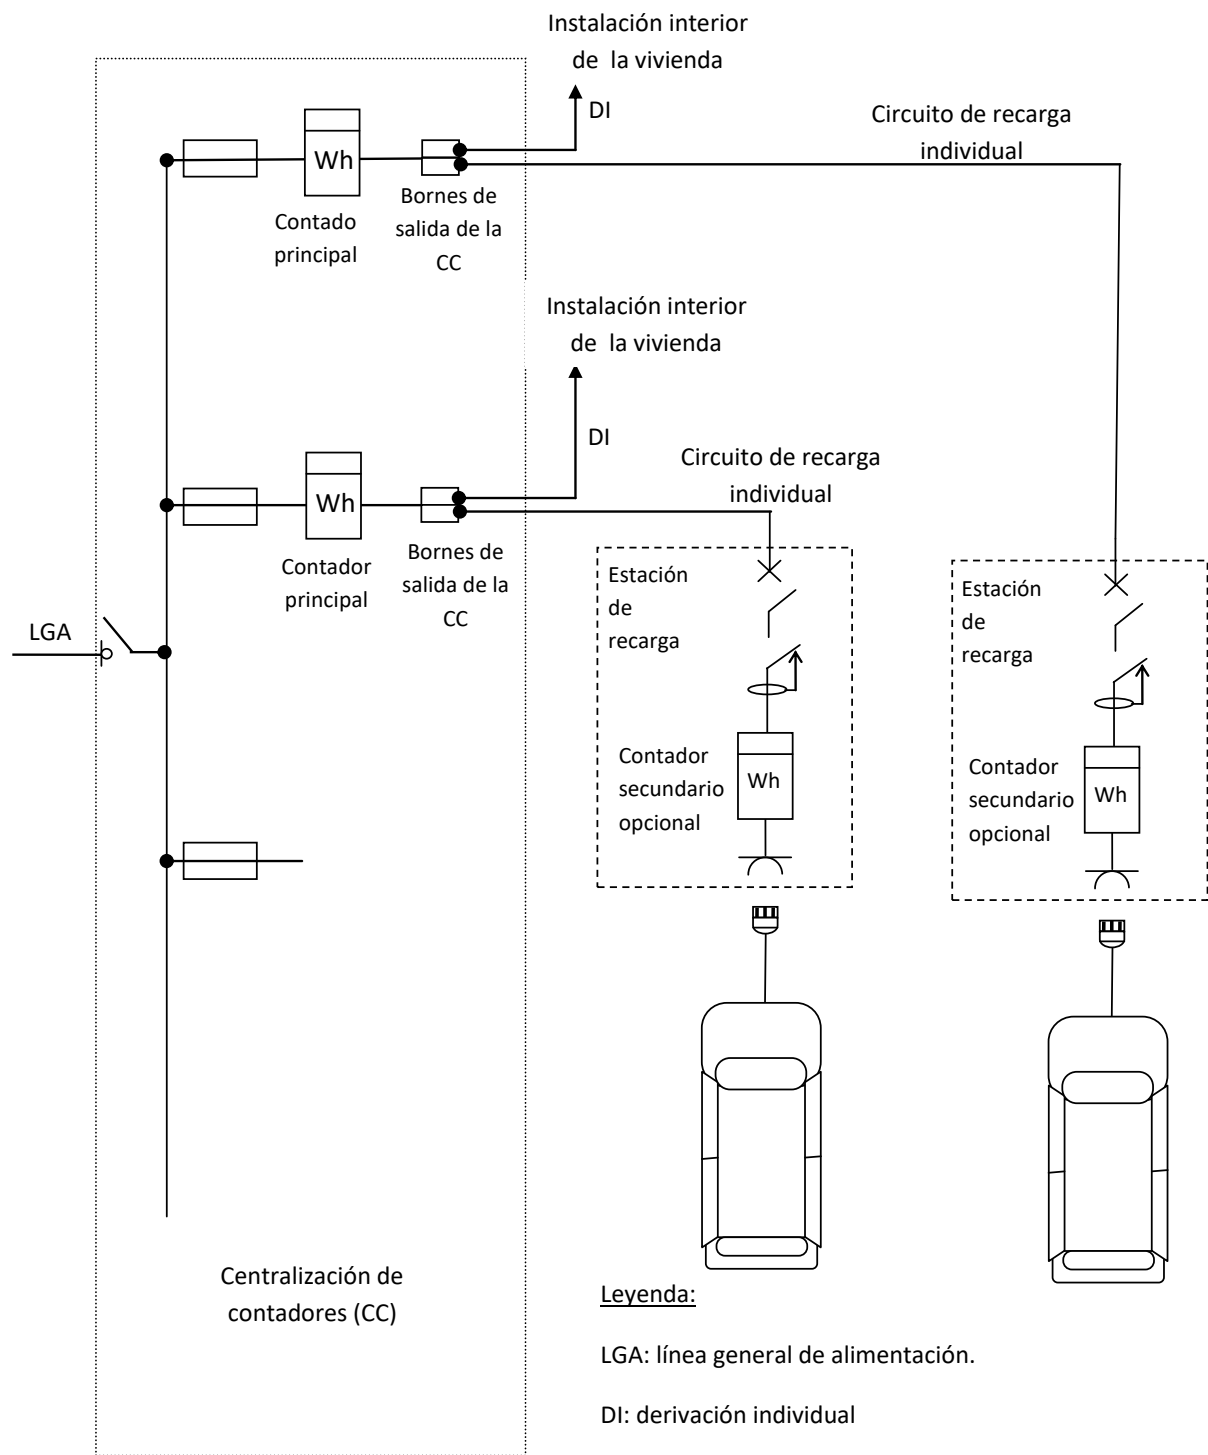 Instalación interior
de la vivienda
DI
Circuito de recarga
individual
Wh
Contado
principal
Bornes de
salida de la
CC
Instalación interior
de la vivienda
DI
Circuito de recarga
individual
Wh
Contador
principal
Bornes de
salida de la
CC
LGA
Estación
de
recarga
Contador
secundario
opcional
Wh
Estación
de
recarga
Contador
secundario
opcional
Wh
Centralización de
contadores (CC)
Leyenda:
LGA: línea general de alimentación.
DI: derivación individual